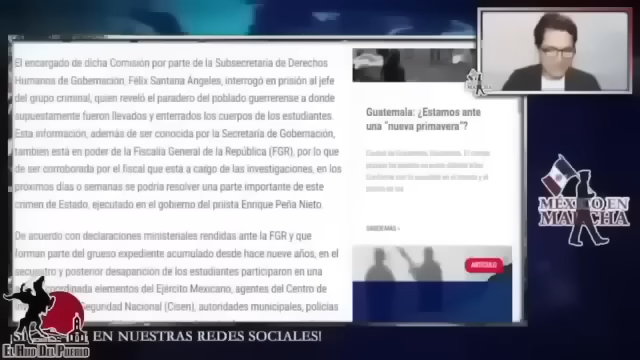 El encargado de dicha Comisión por parte de la Subsecretaría de Derechos
Humanos de Gobernación, Félix Santana Ángeles, interrogó en prisión al jefe
del grupo criminal, quien reveló el paradero del poblado guerrerense a donde
supuestamente fueron llevados y enterrados los cuerpos de los estudiantes.
Esta información, además de ser conocida por la Secretaría de Gobernación,
también está en poder de la Fiscalía General de la República (FGR), por lo que
de ser corroborada por el fiscal que está a cargo de las investigaciones, en los
próximos días o semanas se podría resolver una parte importante de este
crimen de Estado, ejecutado en el gobierno del priista Enrique Peña Nieto.
De acuerdo con declaraciones ministeriales rendidas ante la FGR y que
forman parte del grueso expediente acumulado desde hace nueve años, en el
secuestro y posterior desaparición de los estudiantes participaron en una
coordinada elementos del Ejército Mexicano, agentes del Centro de
Seguridad Nacional (Cisen), autoridades municipales, policías
Guatemala: ¿Estamos ante
una "nueva primavera"?
ARTÍCULO
MÉXICO EN
MARCHA
El Hijo Del Pueblo
EN NUESTRAS REDES SOCIALES!